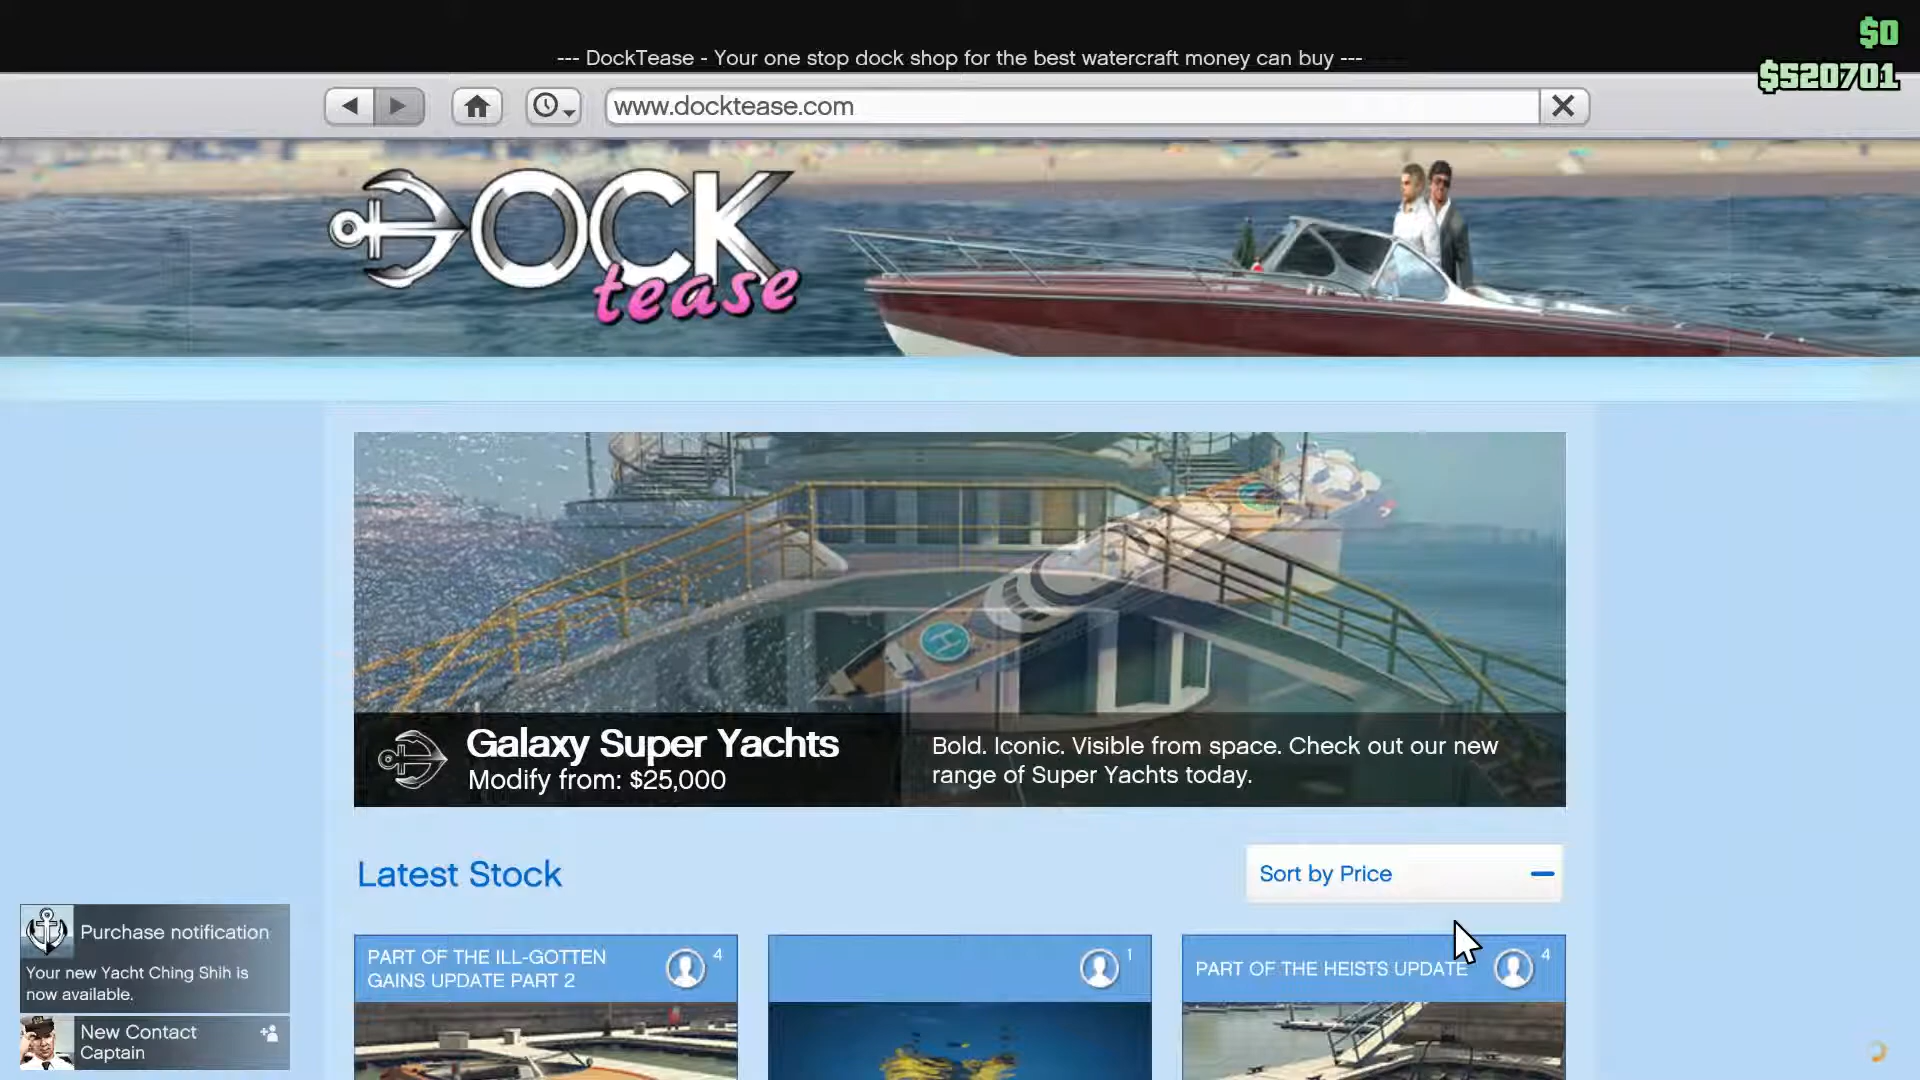 --- DockTease - Your one stop dock shop for the best watercraft money can buy ---
$0
$520701
www.docktease.com
DOCK
tease
H
Galaxy Super Yachts
Modify from: $25,000
Bold. Iconic. Visible from space. Check out our new
range of Super Yachts today.
Latest Stock
Sort by Price
PART OF THE ILL-GOTTEN
GAINS UPDATE PART 2
4
1
PART OF THE HEISTS UPDATE
4
Purchase notification
Your new Yacht Ching Shih is
now available.
New Contact
Captain